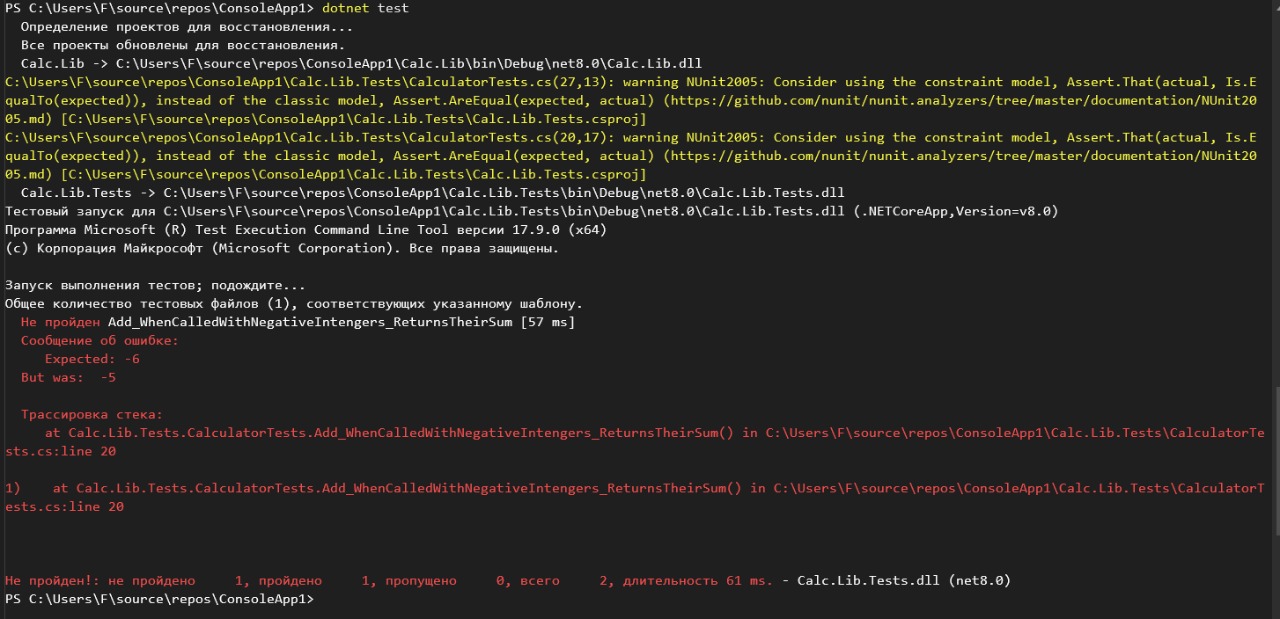 PS C:\Users\F\source\repos\ConsoleApp1> dotnet test
Определение проектов для восстановления...
Все проекты обновлены для восстановления.
Calc.Lib -> C:\Users\F\source\repos\ConsoleApp1\Calc.Lib\bin\Debug\net8.0\Calc.Lib.dll
C:\Users\F\source\repos\ConsoleApp1\Calc.Lib.Tests\CalculatorTests.cs(27,13): warning NUnit2005: Consider using the constraint model, Assert.That(actual, Is.E
qualTo(expected)), instead of the classic model, Assert.AreEqual(expected, actual) (https://github.com/nunit/nunit.analyzers/tree/master/documentation/NUnit20
05.md) [C:\Users\F\source\repos\ConsoleApp1\Calc.Lib.Tests\Calc.Lib.Tests.csproj]
C:\Users\F\source\repos\ConsoleApp1\Calc.Lib.Tests\CalculatorTests.cs(20,17): warning NUnit2005: Consider using the constraint model, Assert.That(actual, Is.E
qualTo(expected)), instead of the classic model, Assert.AreEqual(expected, actual) (https://github.com/nunit/nunit.analyzers/tree/master/documentation/NUnit20
05.md) [C:\Users\F\source\repos\ConsoleApp1\Calc.Lib.Tests\Calc.Lib.Tests.csproj]
Calc.Lib.Tests -> C:\Users\F\source\repos\ConsoleApp1\Calc.Lib.Tests\bin\Debug\net8.0\Calc.Lib.Tests.dll
Тестовый запуск для C:\Users\F\source\repos\ConsoleApp1\Calc.Lib.Tests\bin\Debug\net8.0\Calc.Lib.Tests.dll (.NETCoreApp,Version=v8.0)
Программа Microsoft (R) Test Execution Command Line Tool версии 17.9.0 (x64)
(c) Корпорация Майкрософт (Microsoft Corporation). Все права защищены.
Запуск выполнения тестов; подождите...
Общее количество тестовых файлов (1), соответствующих указанному шаблону.
Не пройден Add_WhenCalledWithNegativeIntengers_ReturnsTheirSum [57 ms]
Сообщение об ошибке:
Expected: -6
But was:  -5
Трассировка стека:
at Calc.Lib.Tests.CalculatorTests.Add_WhenCalledWithNegativeIntengers_ReturnsTheirSum() in C:\Users\F\source\repos\ConsoleApp1\Calc.Lib.Tests\CalculatorTe
sts.cs:line 20
1)    at Calc.Lib.Tests.CalculatorTests.Add_WhenCalledWithNegativeIntengers_ReturnsTheirSum() in C:\Users\F\source\repos\ConsoleApp1\Calc.Lib.Tests\CalculatorT
ests.cs:line 20
Не пройден!: не пройдено     1, пройдено     1, пропущено     0, всего     2, длительность 61 ms. - Calc.Lib.Tests.dll (net8.0)
PS C:\Users\F\source\repos\ConsoleApp1>